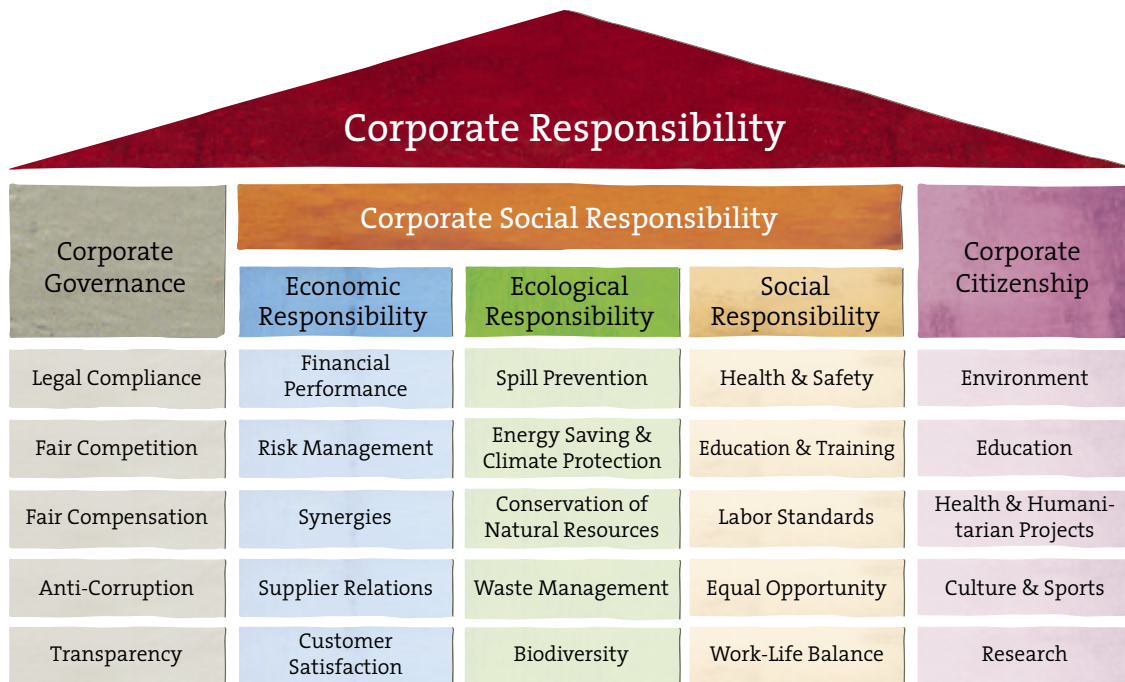 Corporate Responsibility
Corporate
Governance
Corporate Social Responsibility
Economic
Responsibility
Ecological
Responsibility
Social
Responsibility
Corporate
Citizenship
Legal Compliance
Financial
Performance
Spill Prevention
Health & Safety
Environment
Fair Competition
Risk Management
Energy Saving &
Climate Protection
Education & Training
Education
Fair Compensation
Synergies
Conservation of
Natural Resources
Labor Standards
Health & Humani-
tarian Projects
Anti-Corruption
Supplier Relations
Waste Management
Equal Opportunity
Culture & Sports
Transparency
Customer
Satisfaction
Biodiversity
Work-Life Balance
Research